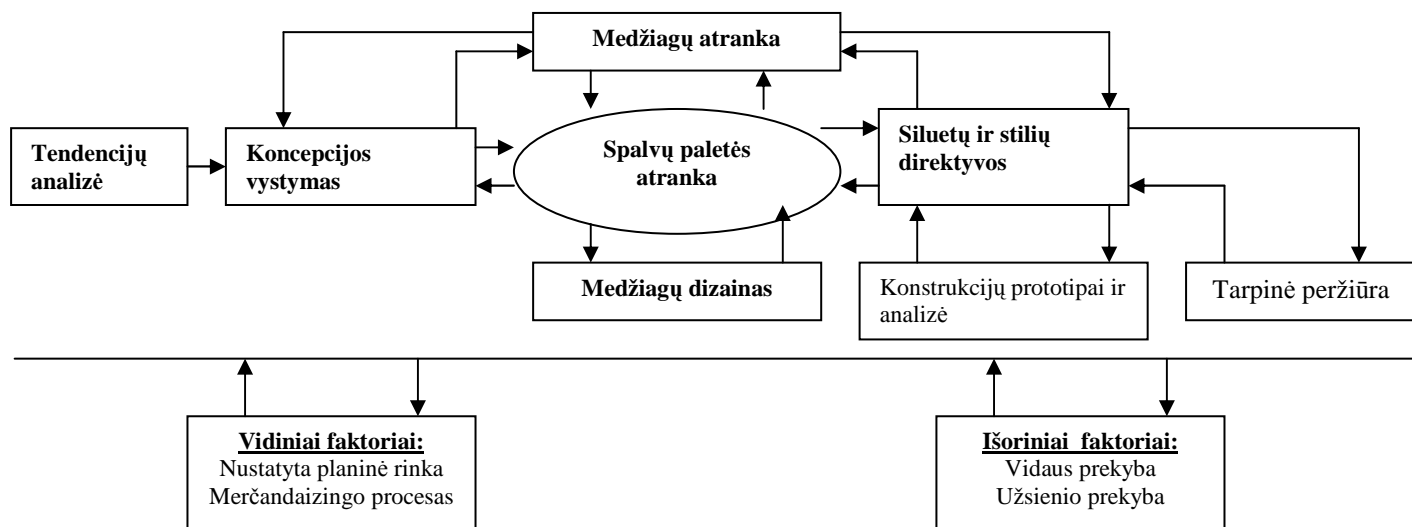 Medžiagų atranka
Tendencijų
analizė
Koncepcijos
vystymas
Spalvų paletės
atranka
Siluetų ir stilių
direktyvos
Medžiagų dizainas
Konstrukcijų prototipai ir
analizė
Tarpinė peržiūra
Vidiniai faktoriai:
Nustatyta planinė rinka
Merčandaizingo procesas
Išoriniai faktoriai:
Vidaus prekyba
Užsienio prekyba